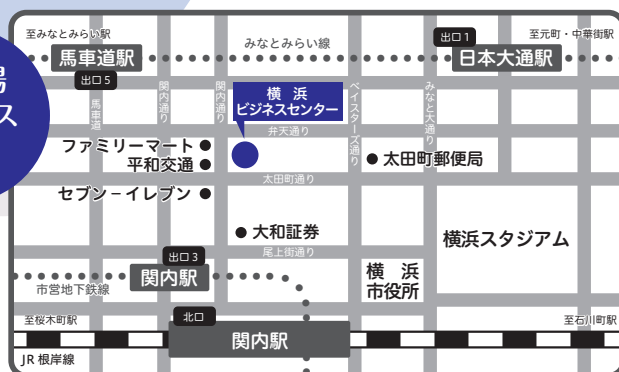 場
ス
至みなとみらい駅
みなとみらい線
出口1
至元町・中華街駅
馬車道駅
日本大通駅
出口5
馬車道
関内通り
関内通り
横 浜
ビジネスセンター
ベイスターズ通り
みなと大通り
弁天通り
ファミリーマート
平和交通
太田町郵便局
太田町通り
セブン-イレブン
大和証券
横浜スタジアム
尾上街通り
出口3
関内駅
市営地下鉄線
横 浜
市役所
至桜木町駅
北口
至石川町駅
関内駅
JR 根岸線